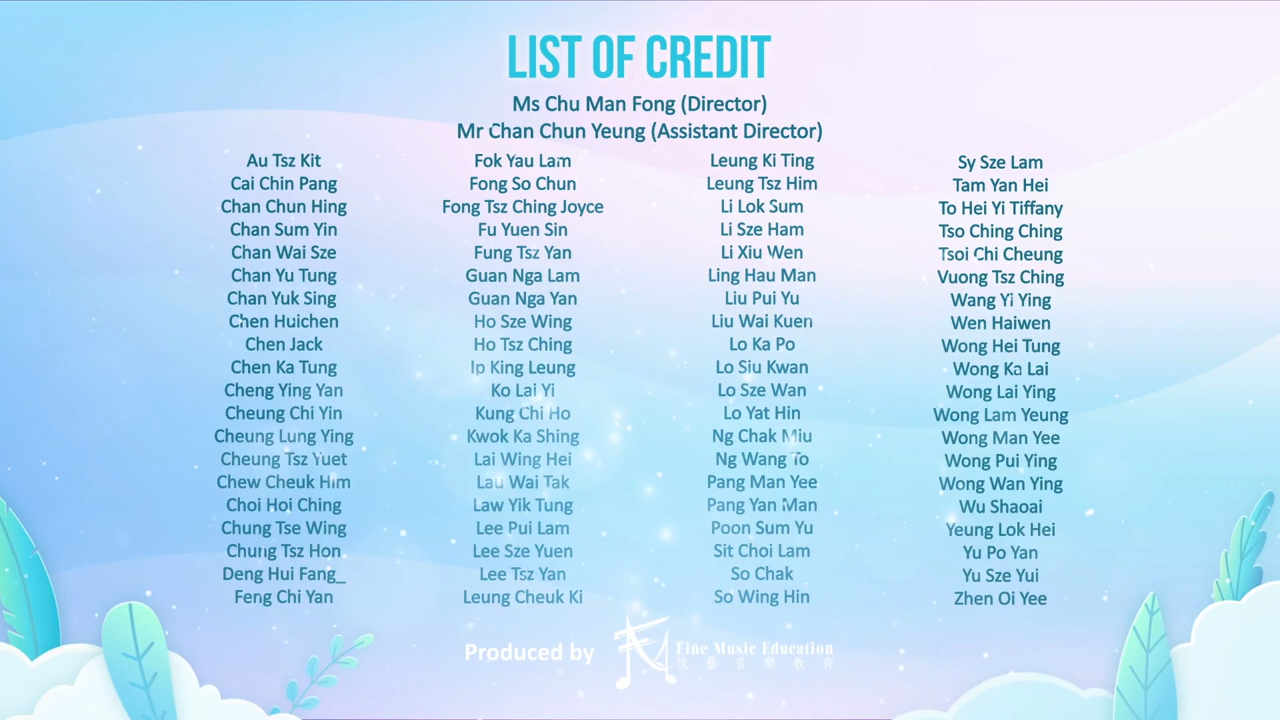 LIST OF CREDIT
Ms Chu Man Fong (Director)
Mr Chan Chun Yeung (Assistant Director)
Au Tsz Kit
Cai Chin Pang
Chan Chun Hing
Chan Sum Yin
Chan Wai Sze
Chan Yu Tung
Chan Yuk Sing
Chen Huichen
Chen Jack
Chen Ka Tung
Cheng Ying Yan
Cheung Chi Yin
Cheung Lung Ying
Cheung Tsz Yuet
Chew Cheuk Him
Choi Hoi Ching
Chung Tse Wing
Chung Tsz Hon
Deng Hui Fang_
Feng Chi Yan
Fok Yau Lam
Fong So Chun
Fong Tsz Ching Joyce
Fu Yuen Sin
Fung Tsz Yan
Guan Nga Lam
Guan Nga Yan
Ho Sze Wing
Ho Tsz Ching
Ip King Leung
Ko Lai Yi
Kung Chi Ho
Kwok Ka Shing
Lai Wing Hei
Lau Wai Tak
Law Yik Tung
Lee Pui Lam
Lee Sze Yuen
Lee Tsz Yan
Leung Cheuk Ki
Leung Ki Ting
Leung Tsz Him
Li Lok Sum
Li Sze Ham
Li Xiu Wen
Ling Hau Man
Liu Pui Yu
Liu Wai Kuen
Lo Ka Po
Lo Siu Kwan
Lo Sze Wan
Lo Yat Hin
Ng Chak Miu
Ng Wang To
Pang Man Yee
Pang Yan Man
Poon Sum Yu
Sit Choi Lam
So Chak
So Wing Hin
Sy Sze Lam
Tam Yan Hei
To Hei Yi Tiffany
Tso Ching Ching
Tsoi Chi Cheung
Vuong Tsz Ching
Wang Yi Ying
Wen Haiwen
Wong Hei Tung
Wong Ka Lai
Wong Lai Ying
Wong Lam Yeung
Wong Man Yee
Wong Pui Ying
Wong Wan Ying
Wu Shaoai
Yeung Lok Hei
Yu Po Yan
Yu Sze Yui
Zhen Oi Yee
Produced by
Fine Music Education
悅藝音樂教育